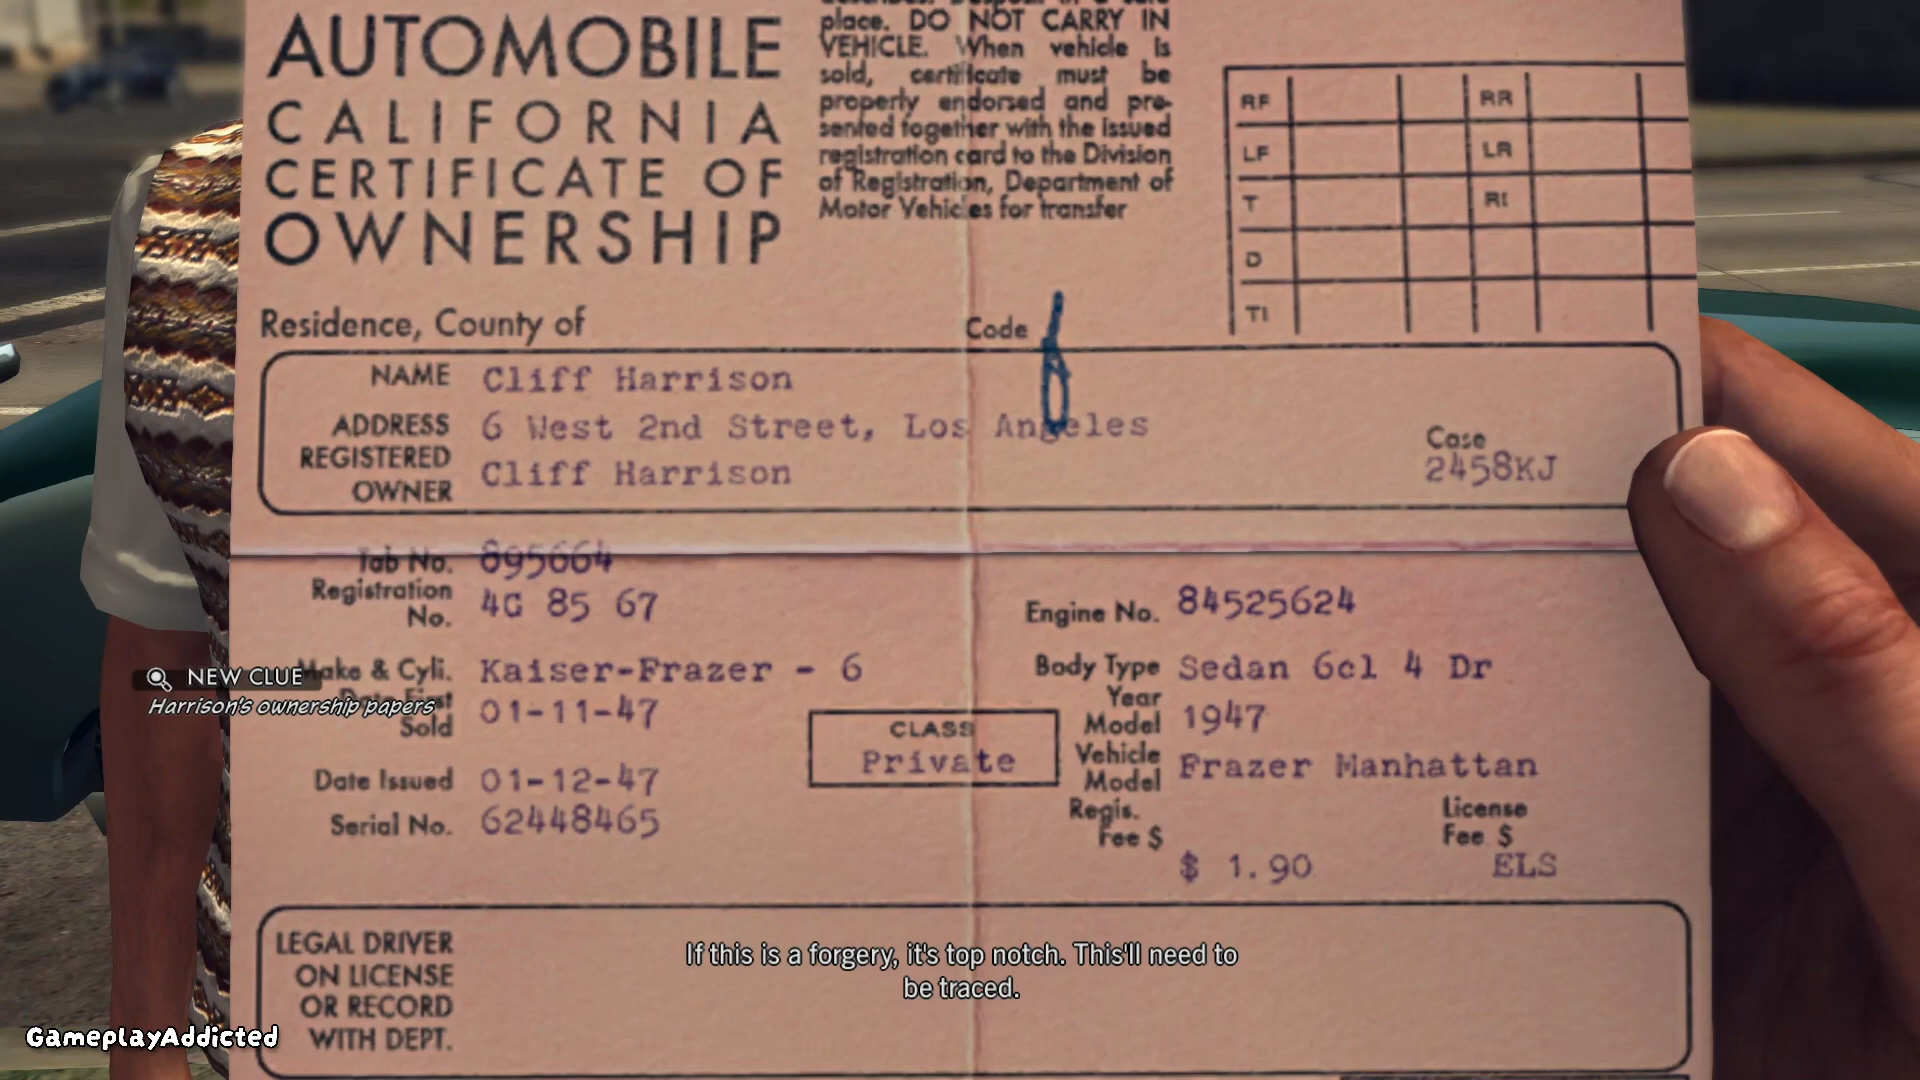 AUTOMOBILE
CALIFORNIA
CERTIFICATE OF
OWNERSHIP
place. DO NOT CARRY IN
VEHICLE. When vehicle is
sold, certificate must be
properly endorsed and pre-
sented together with the issued
registration card to the Division
of Registration, Department of
Motor Vehicles for transfer
RF RR
LF LR
T RI
D
TI
Residence, County of Code 6
NAME Cliff Harrison
ADDRESS 6 West 2nd Street, Los Angeles
REGISTERED
OWNER Cliff Harrison
Case
2458KJ
Tab No. 895664
Registration
No. 4G 85 67
Engine No. 84525624
Make & Cyli. Kaiser-Frazer - 6
Body Type Sedan 6cl 4 Dr
Date First
Sold 01-11-47
Year
Model 1947
CLASS
Private
Vehicle
Model Frazer Manhattan
Date Issued 01-12-47
Serial No. 62448465
Regis.
Fee $
$ 1.90
License
Fee $
ELS
LEGAL DRIVER
ON LICENSE
OR RECORD
WITH DEPT.
NEW CLUE
Harrison's ownership papers
If this is a forgery, it's top notch. This'll need to
be traced.
GameplayAddicted